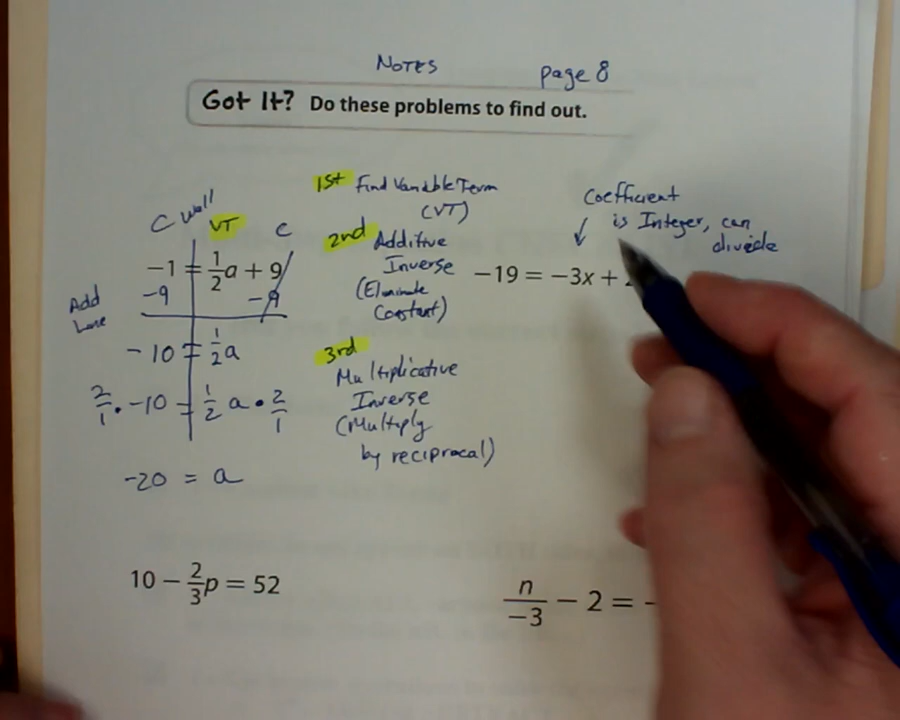 NOTES page 8
Got It? Do these problems to find out.
C Wall
VT C
-1 = 1/2 a + 9
-9 -9
Add
Line
-10 = 1/2 a
2/1 · -10 = 1/2 a · 2/1
-20 = a
1st Find Variable Term
(VT)
2nd Additive
Inverse
(Eliminate
Constant)
3rd
Multiplicative
Inverse
(Multiply
by reciprocal)
Coefficient
is Integer, can
divide
−19 = −3x +
10 − 2/3 p = 52
n/−3 − 2 = -